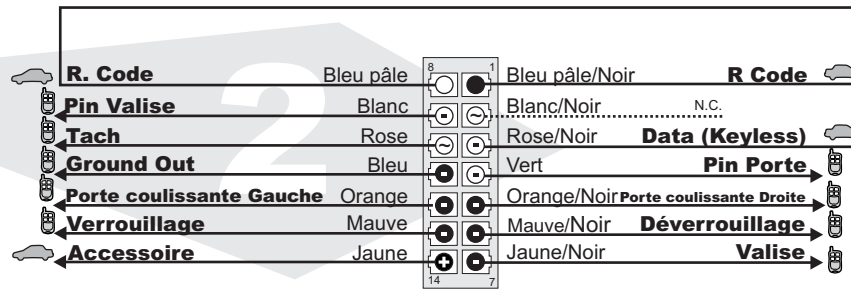 8 1
R. Code Bleu pâle Bleu pâle/Noir R Code
Pin Valise Blanc Blanc/Noir N.C.
Tach Rose Rose/Noir Data (Keyless)
Ground Out Bleu Vert Pin Porte
Porte coulissante Gauche Orange Orange/Noir Porte coulissante Droite
Verrouillage Mauve Mauve/Noir Déverrouillage
Accessoire Jaune Jaune/Noir Valise
14 7
2